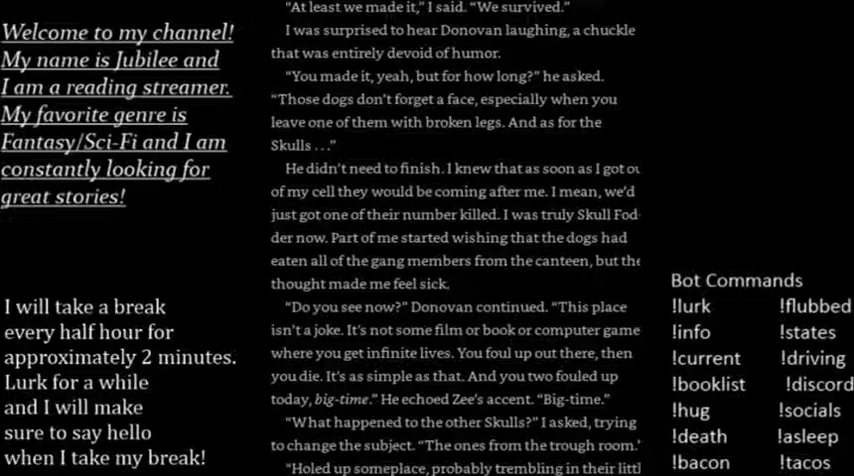 Welcome to my channel!
My name is Jubilee and
I am a reading streamer.
My favorite genre is
Fantasy/Sci-Fi and I am
constantly looking for
great stories!
I will take a break
every half hour for
approximately 2 minutes.
Lurk for a while
and I will make
sure to say hello
when I take my break!
“At least we made it,” I said. “We survived.”
I was surprised to hear Donovan laughing, a chuckle
that was entirely devoid of humor.
“You made it, yeah, but for how long?” he asked.
“Those dogs don’t forget a face, especially when you
leave one of them with broken legs. And as for the
Skulls . . .”
He didn’t need to finish. I knew that as soon as I got
of my cell they would be coming after me. I mean, we’d
just got one of their number killed. I was truly Skull Fod-
der now. Part of me started wishing that the dogs had
eaten all of the gang members from the canteen, but the
thought made me feel sick.
“Do you see now?” Donovan continued. “This place
isn’t a joke. It’s not some film or book or computer game
where you get infinite lives. You foul up out there, then
you die. It’s as simple as that. And you two fouled up
today, big-time.” He echoed Zee’s accent. “Big-time.”
“What happened to the other Skulls?” I asked, trying
to change the subject. “The ones from the trough room.”
“Holed up someplace, probably trembling in their
Bot Commands
!lurk !flubbed
!info !states
!current !driving
!booklist !discord
!hug !socials
!death !asleep
!bacon !tacos